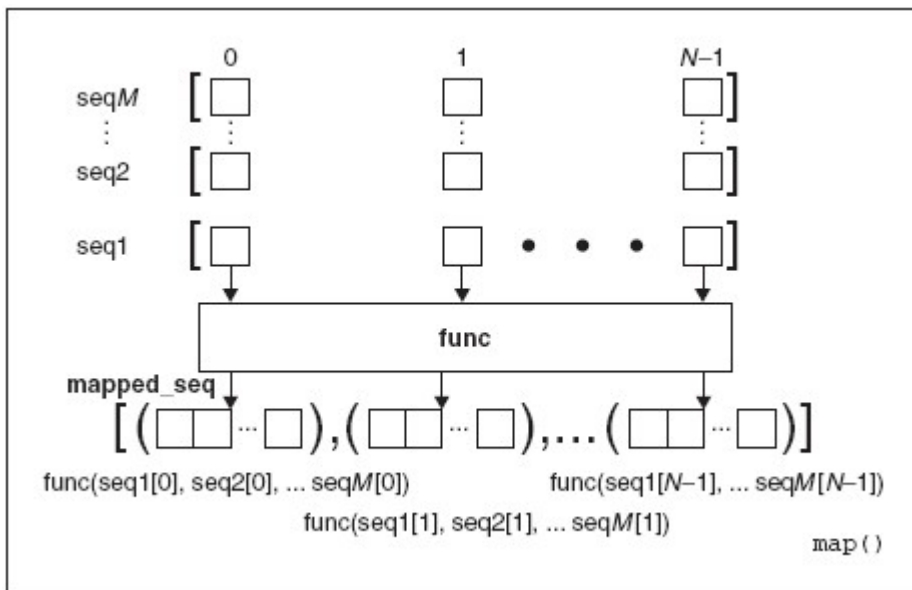 0 1 N–1
seqM [ ]
⋮ ⋮ ⋮ ⋮
seq2 [ ]
seq1 [ • • • ]
func
mapped_seq
[( ... ),( ... ),...( ... )]
func(seq1[0], seq2[0], ... seqM[0]) func(seq1[N–1], ... seqM[N–1])
func(seq1[1], seq2[1], ... seqM[1])
map()